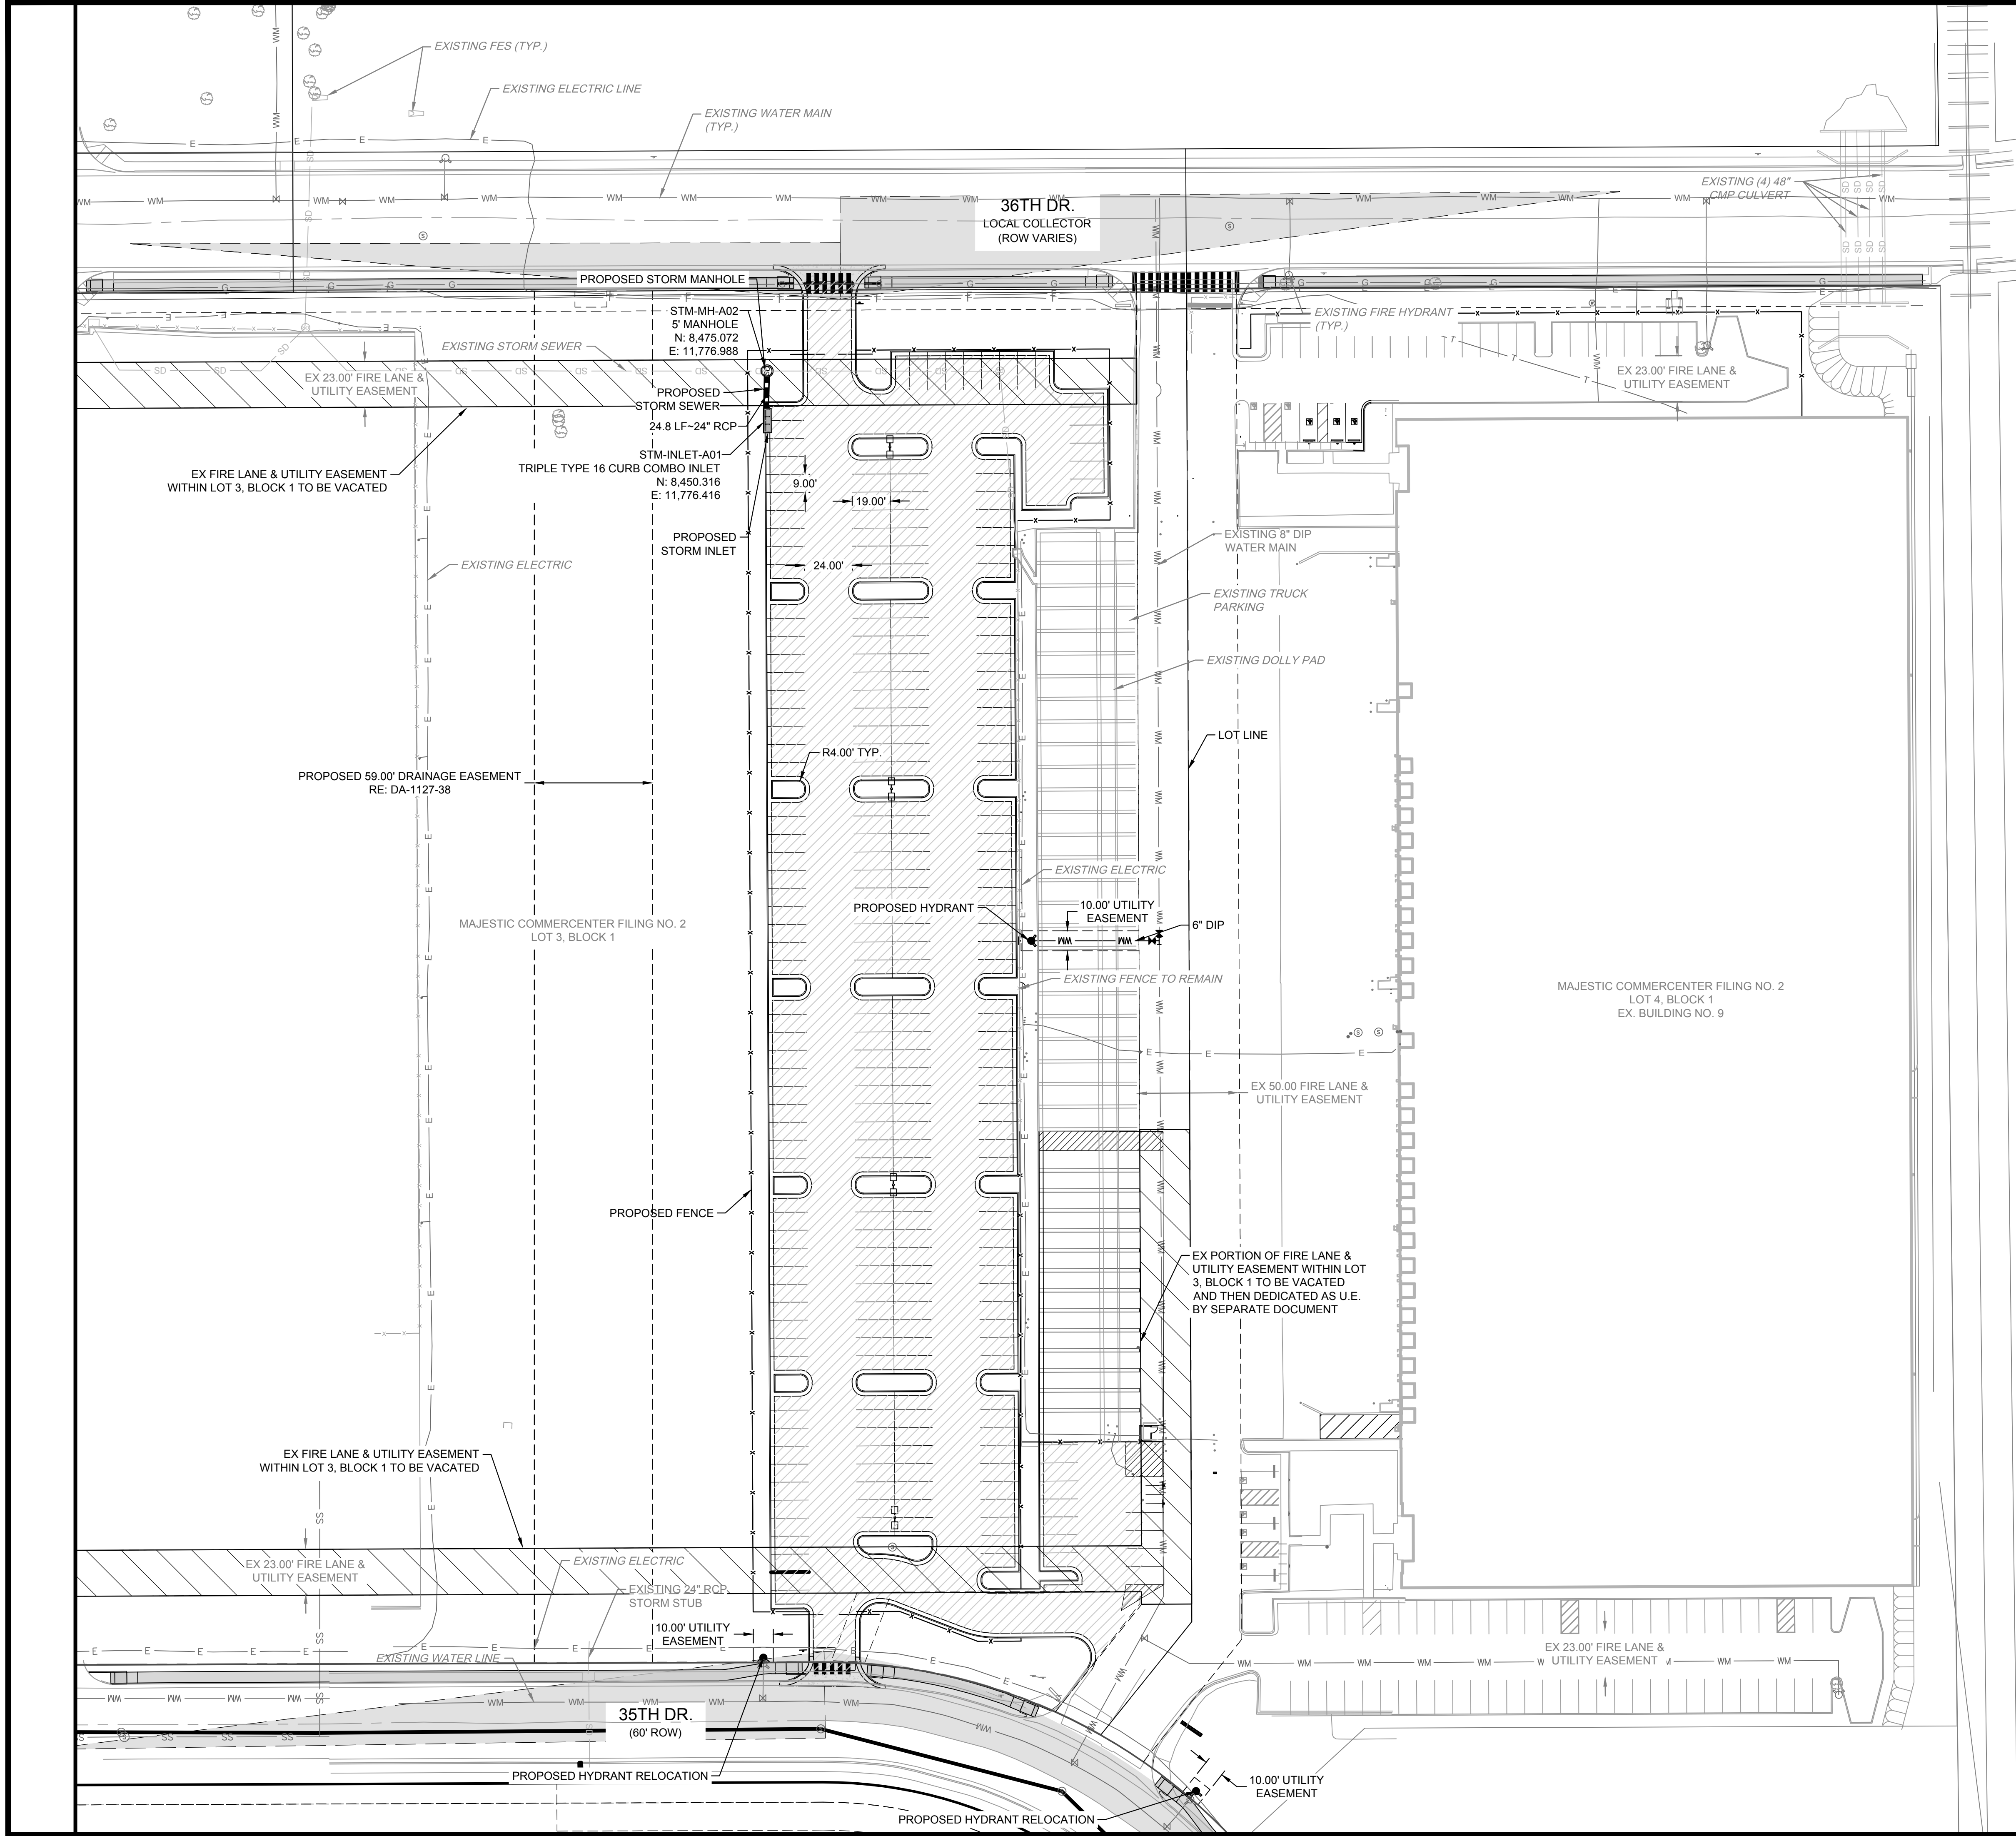 EXISTING FES (TYP.)
EXISTING ELECTRIC LINE
EXISTING WATER MAIN
(TYP.)
EXISTING (4) 48"
CMP CULVERT
36TH DR.
LOCAL COLLECTOR
(ROW VARIES)
PROPOSED STORM MANHOLE
STM-MH-A02
5' MANHOLE
N: 8,475.072
E: 11,776.988
EXISTING FIRE HYDRANT
(TYP.)
EXISTING STORM SEWER
EX 23.00' FIRE LANE &
UTILITY EASEMENT
EX 23.00' FIRE LANE &
UTILITY EASEMENT
PROPOSED
STORM SEWER
24.8 LF~24" RCP
STM-INLET-A01
TRIPLE TYPE 16 CURB COMBO INLET
N: 8,450.316
E: 11,776.416
EX FIRE LANE & UTILITY EASEMENT
WITHIN LOT 3, BLOCK 1 TO BE VACATED
9.00'
19.00'
PROPOSED
STORM INLET
EXISTING 8" DIP
WATER MAIN
EXISTING ELECTRIC
24.00'
EXISTING TRUCK
PARKING
EXISTING DOLLY PAD
LOT LINE
R4.00' TYP.
PROPOSED 59.00' DRAINAGE EASEMENT
RE: DA-1127-38
EXISTING ELECTRIC
PROPOSED HYDRANT
10.00' UTILITY
EASEMENT
6" DIP
MAJESTIC COMMERCENTER FILING NO. 2
LOT 3, BLOCK 1
EXISTING FENCE TO REMAIN
MAJESTIC COMMERCENTER FILING NO. 2
LOT 4, BLOCK 1
EX. BUILDING NO. 9
EX 50.00 FIRE LANE &
UTILITY EASEMENT
PROPOSED FENCE
EX PORTION OF FIRE LANE &
UTILITY EASEMENT WITHIN LOT
3, BLOCK 1 TO BE VACATED
AND THEN DEDICATED AS U.E.
BY SEPARATE DOCUMENT
EX FIRE LANE & UTILITY EASEMENT
WITHIN LOT 3, BLOCK 1 TO BE VACATED
EX 23.00' FIRE LANE &
UTILITY EASEMENT
EXISTING ELECTRIC
EXISTING 24" RCP
STORM STUB
10.00' UTILITY
EASEMENT
EXISTING WATER LINE
EX 23.00' FIRE LANE &
UTILITY EASEMENT
35TH DR.
(60' ROW)
PROPOSED HYDRANT RELOCATION
10.00' UTILITY
EASEMENT
PROPOSED HYDRANT RELOCATION